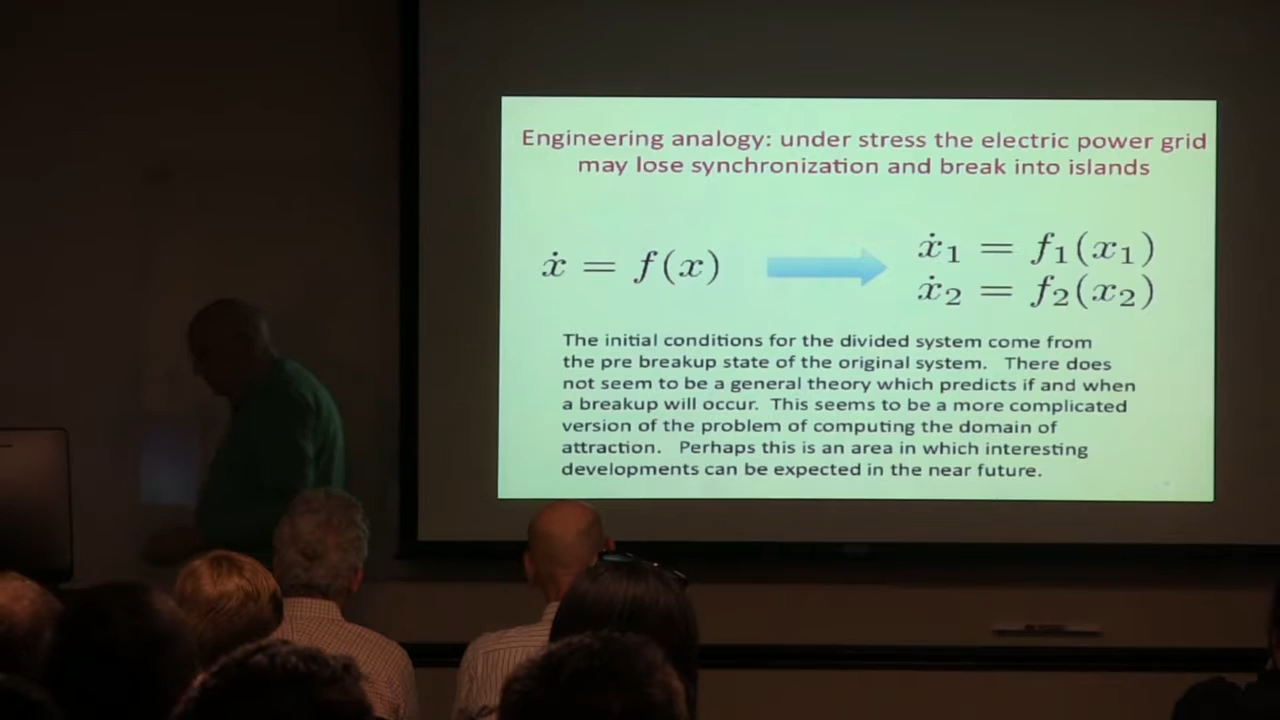 Engineering analogy: under stress the electric power grid
may lose synchronization and break into islands
ẋ = f(x)
ẋ₁ = f₁(x₁)
ẋ₂ = f₂(x₂)
The initial conditions for the divided system come from
the pre breakup state of the original system. There does
not seem to be a general theory which predicts if and when
a breakup will occur. This seems to be a more complicated
version of the problem of computing the domain of
attraction. Perhaps this is an area in which interesting
developments can be expected in the near future.